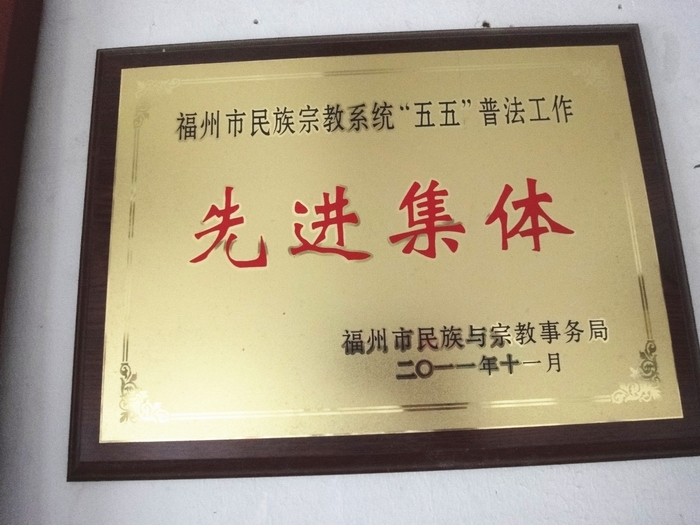 福州市民族宗教系统“五五”普法工作
先进集体
福州市民族与宗教事务局
二〇一一年十一月